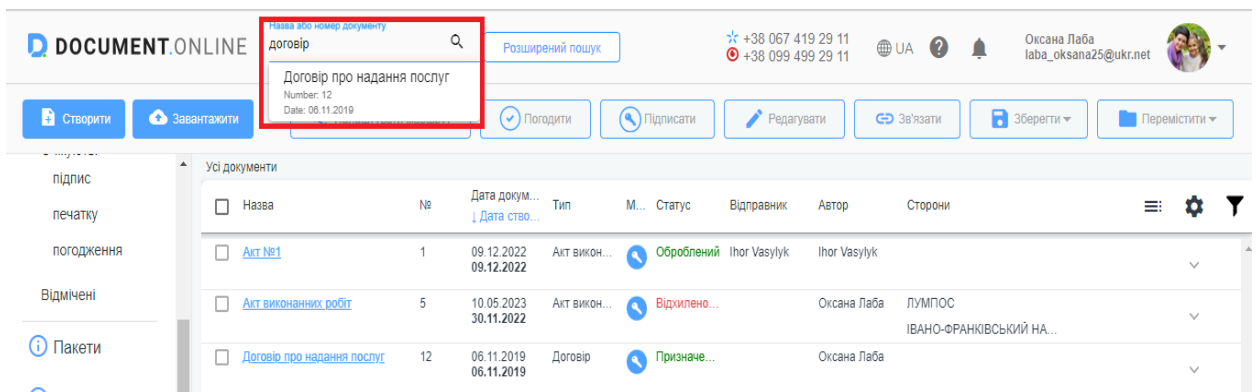 DOCUMENT.ONLINE
Назва або номер документу
договір
Розширений пошук
+38 067 419 29 11
+38 099 499 29 11
UA
Оксана Лаба
laba_oksana25@ukr.net
Договір про надання послуг
Number: 12
Date: 06.11.2019
Створити
Завантажити
Погодити
Підписати
Редагувати
Зв'язати
Зберегти
Перемістити
підпис
печатку
погодження
Відмічені
Пакети
Усі документи
Назва № Дата докум... Тип М... Статус Відправник Автор Сторони
↓ Дата ство...
Акт №1 1 09.12.2022 Акт викон... Оброблений Ihor Vasylyk Ihor Vasylyk
09.12.2022
Акт виконанних робіт 5 10.05.2023 Акт викон... Відхилено... Оксана Лаба ЛУМПОС
30.11.2022 ІВАНО-ФРАНКІВСЬКИЙ НА...
Договір про надання послуг 12 06.11.2019 Договір Призначе... Оксана Лаба
06.11.2019